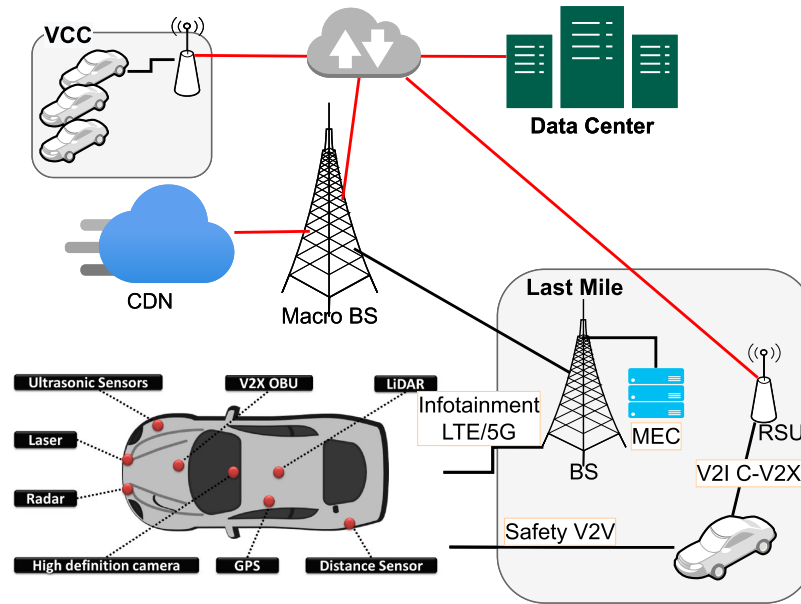 VCC
Data Center
CDN
Macro BS
Last Mile
Ultrasonic Sensors
V2X OBU
LiDAR
Infotainment
LTE/5G
MEC
RSU
Laser
BS
V2I C-V2X
Radar
Safety V2V
High definition camera
GPS
Distance Sensor